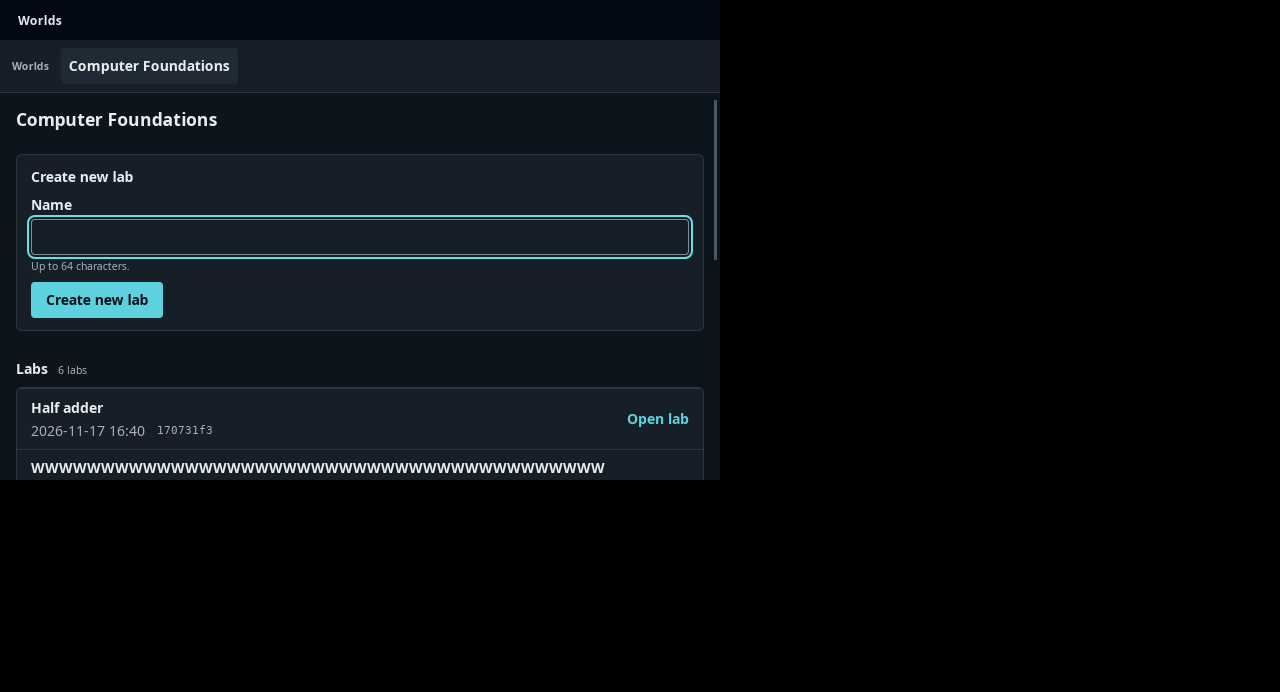 Worlds
Worlds Computer Foundations
Computer Foundations
Create new lab
Name
Up to 64 characters.
Create new lab
Labs 6 labs
Half adder
2026-11-17 16:40 170731f3
Open lab